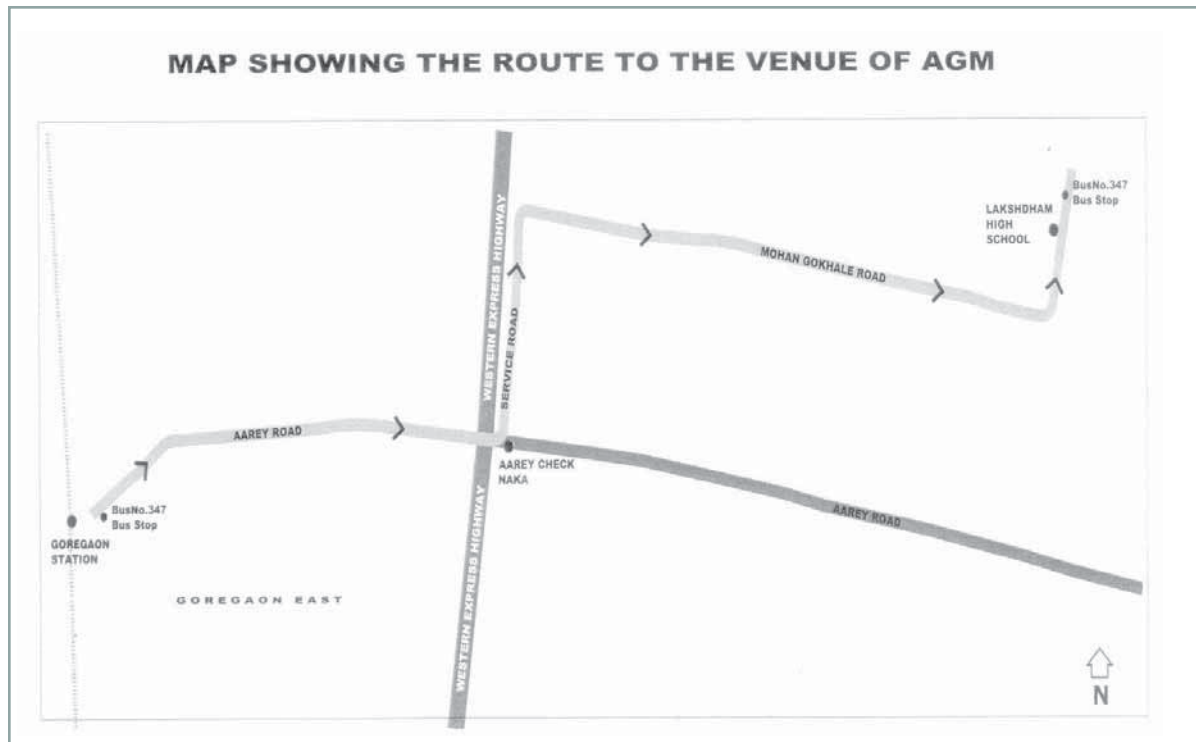 MAP SHOWING THE ROUTE TO THE VENUE OF AGM
WESTERN EXPRESS HIGHWAY
SERVICE ROAD
MOHAN GOKHALE ROAD
LAKSHDHAM
HIGH
SCHOOL
BusNo.347
Bus Stop
AAREY ROAD
AAREY CHECK
NAKA
BusNo.347
Bus Stop
GOREGAON
STATION
WESTERN EXPRESS HIGHWAY
AAREY ROAD
GOREGAON EAST
N